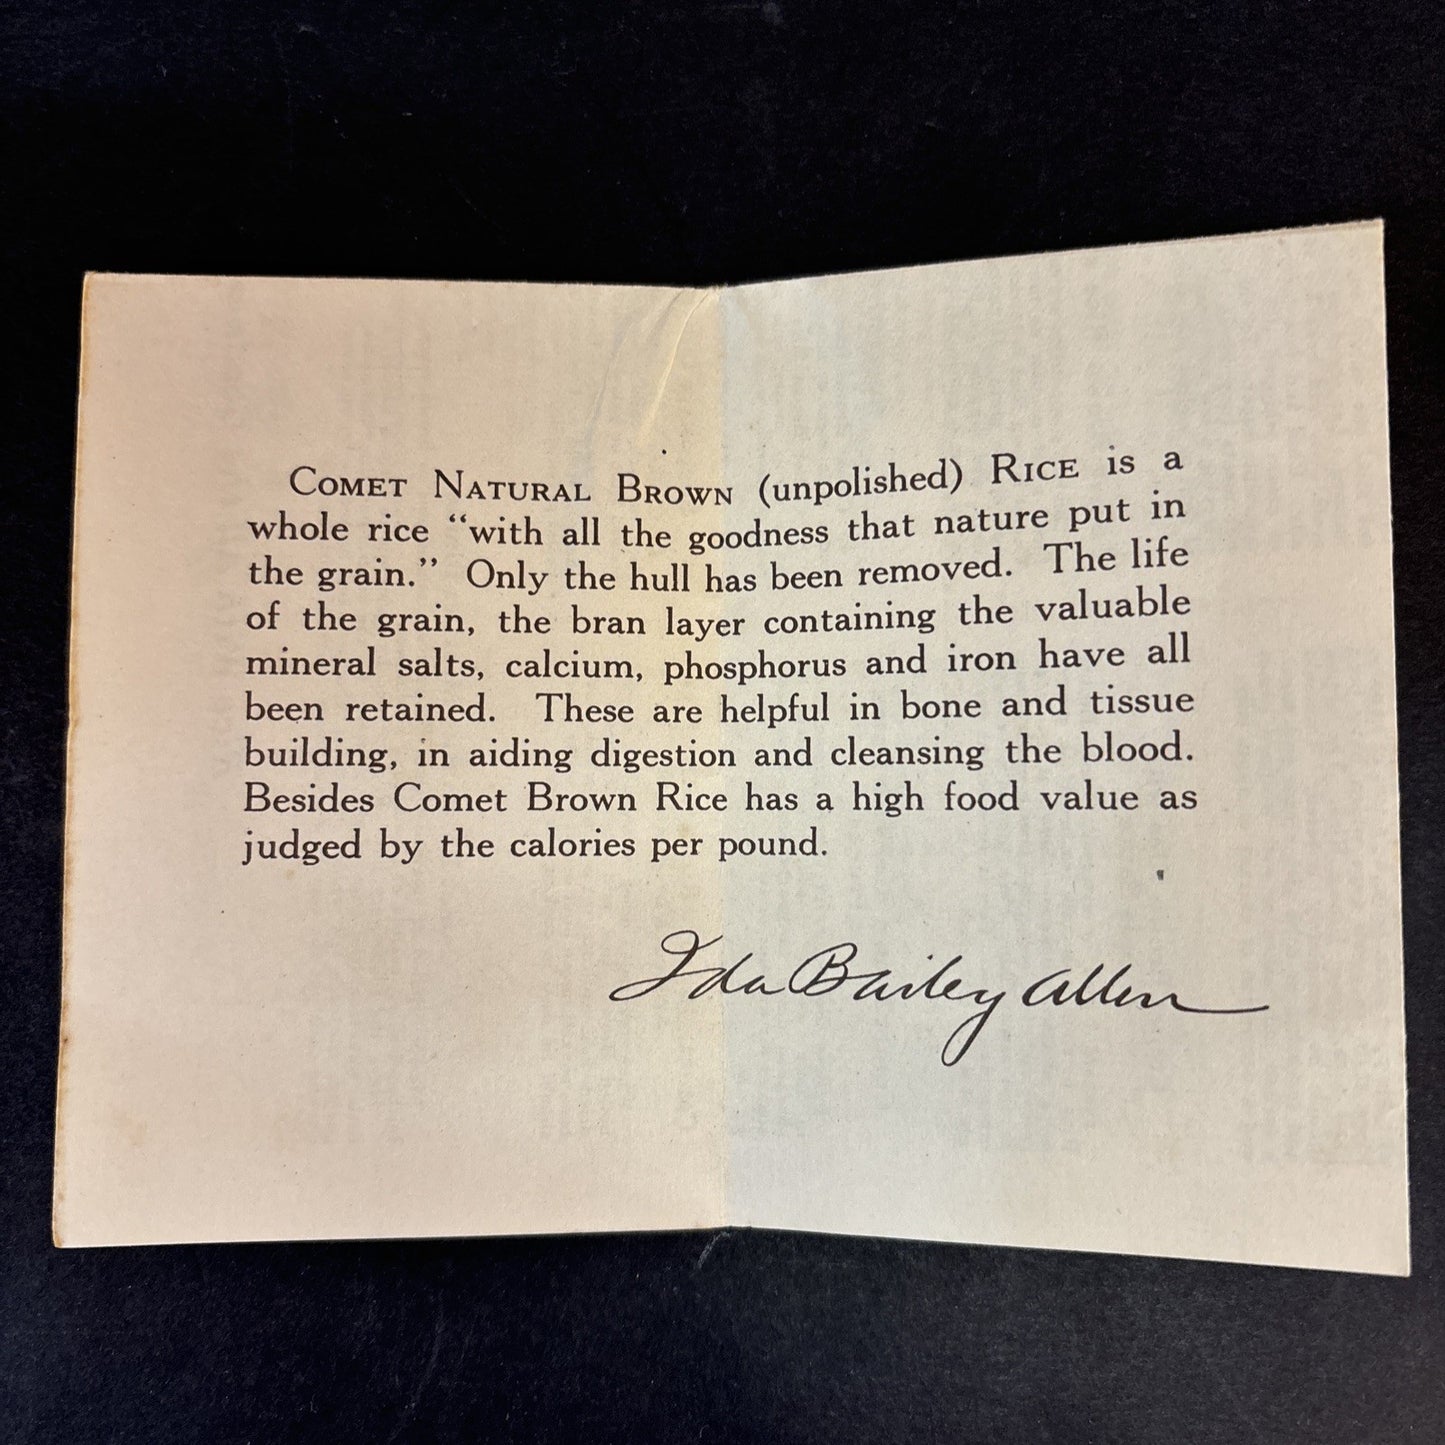 COMET NATURAL BROWN (unpolished) RICE is a
whole rice “with all the goodness that nature put in
the grain.” Only the hull has been removed. The life
of the grain, the bran layer containing the valuable
mineral salts, calcium, phosphorus and iron have all
been retained. These are helpful in bone and tissue
building, in aiding digestion and cleansing the blood.
Besides Comet Brown Rice has a high food value as
judged by the calories per pound.
Ida Bailey Allen